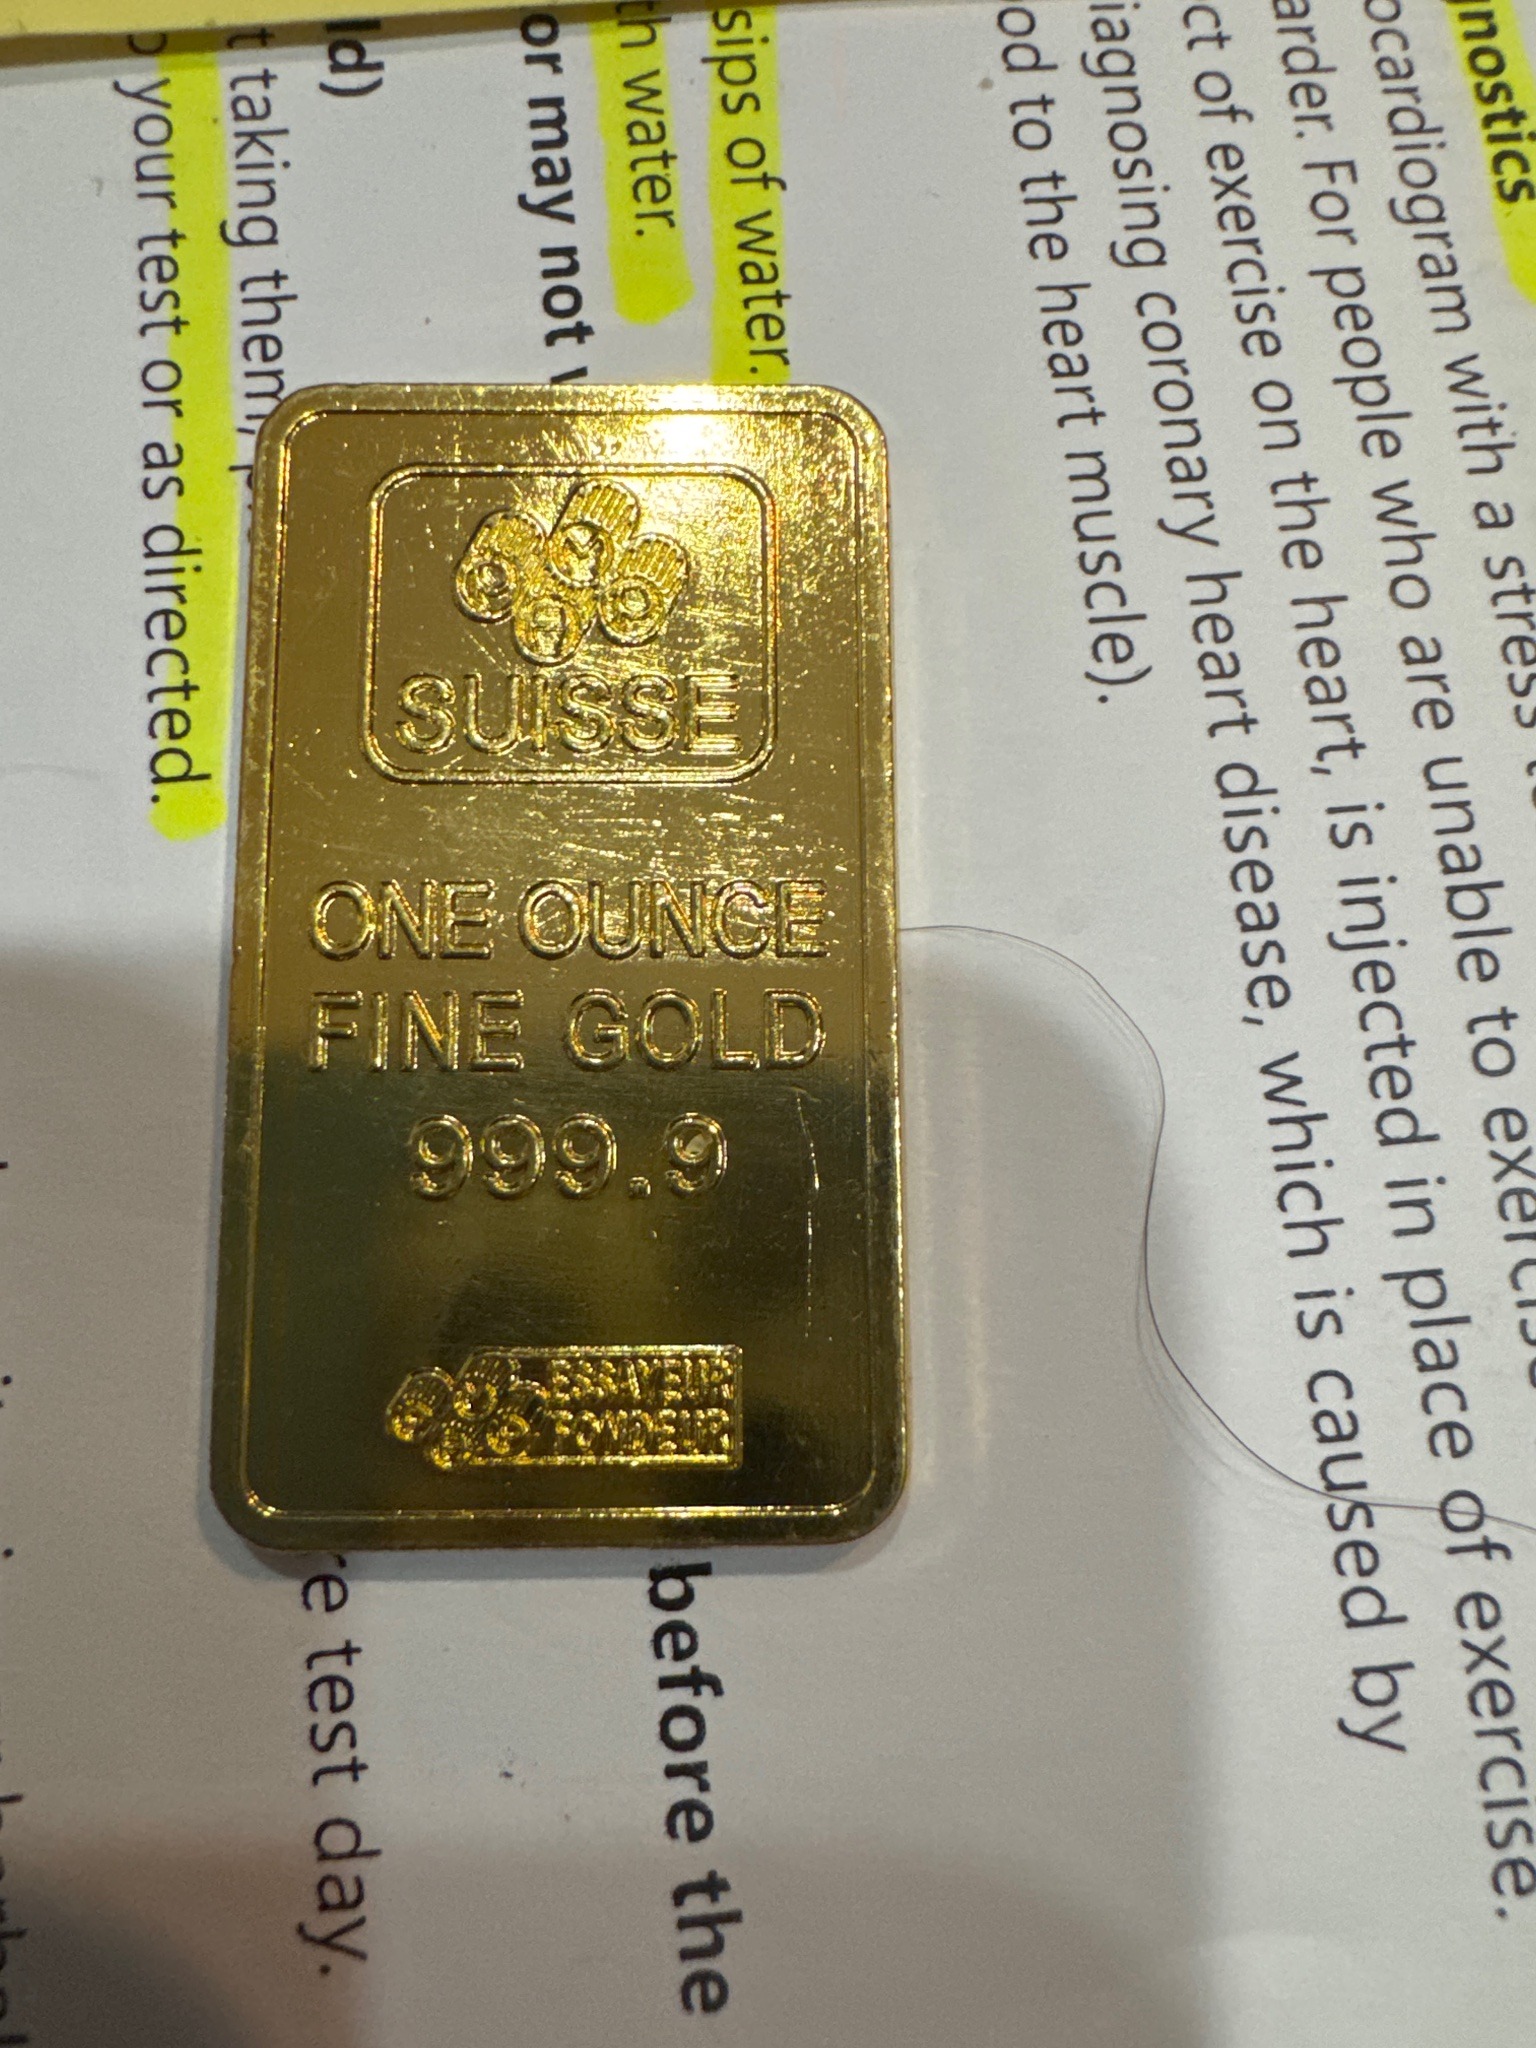 SUISSE
ONE OUNCE
FINE GOLD
999.9
ESSAYEUR
FONDEUR
gnostics
ocardiogram with a stress
arder. For people who are unable to exercise
ct of exercise on the heart, is injected in place of exercise.
iagnosing coronary heart disease, which is caused by
od to the heart muscle).
sips of water.
th water.
or may not
before the
ld)
t taking them,
re test day.
your test or as directed.